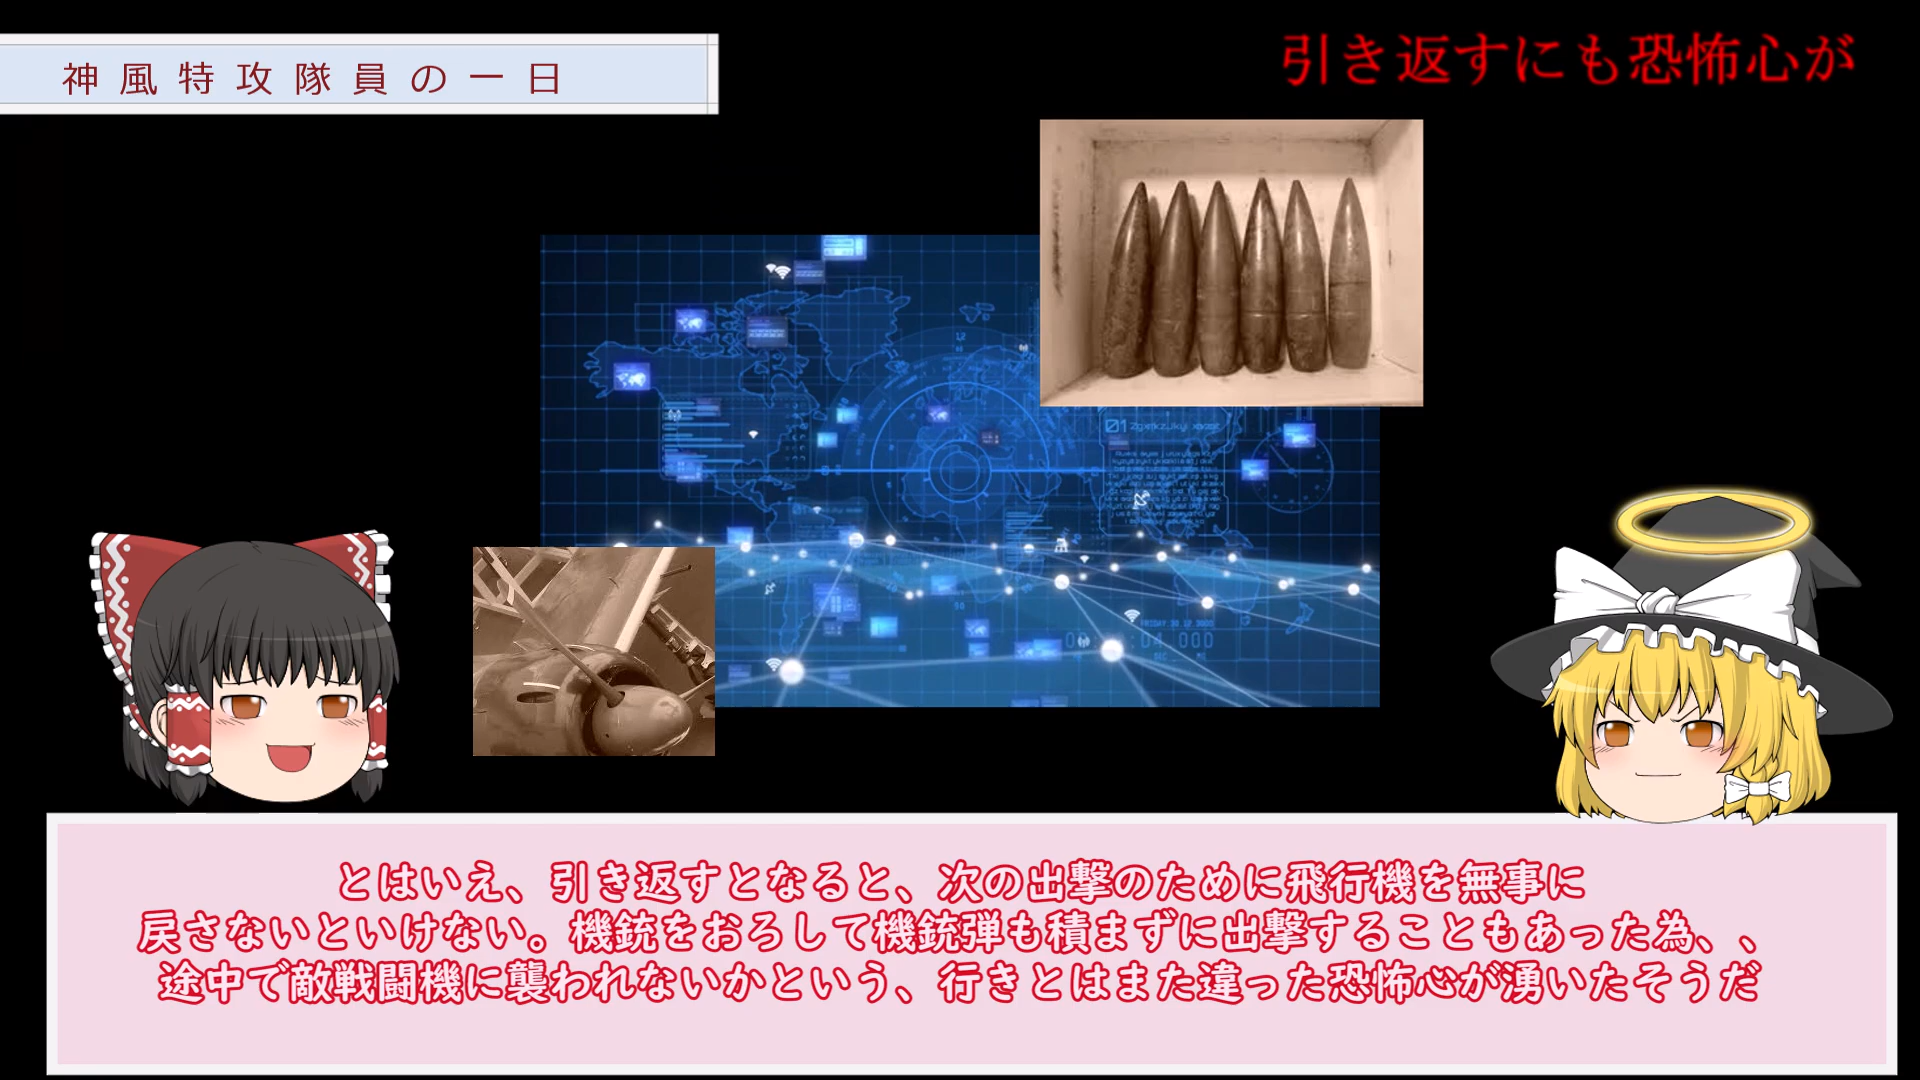 神風特攻隊員の一日
引き返すにも恐怖心が
12
01
FRIDAY 30.12.3000
とはいえ、引き返すとなると、次の出撃のために飛行機を無事に
戻さないといけない。機銃をおろして機銃弾も積まずに出撃することもあった為、、
途中で敵戦闘機に襲われないかという、行きとはまた違った恐怖心が湧いたそうだ